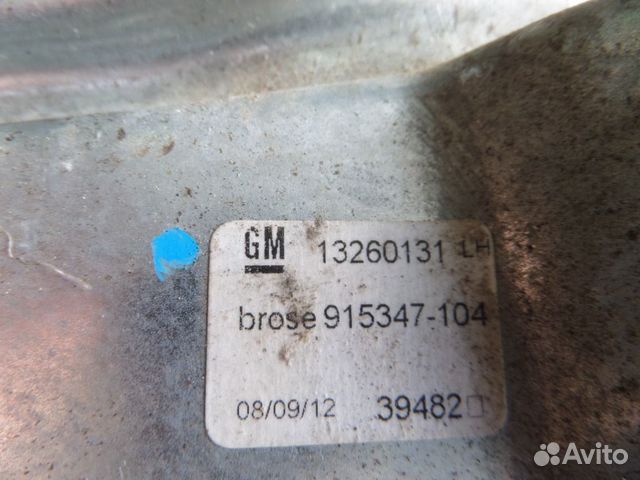 GM 13260131 LH
brose 915347-104
08/09/12 39482
Avito